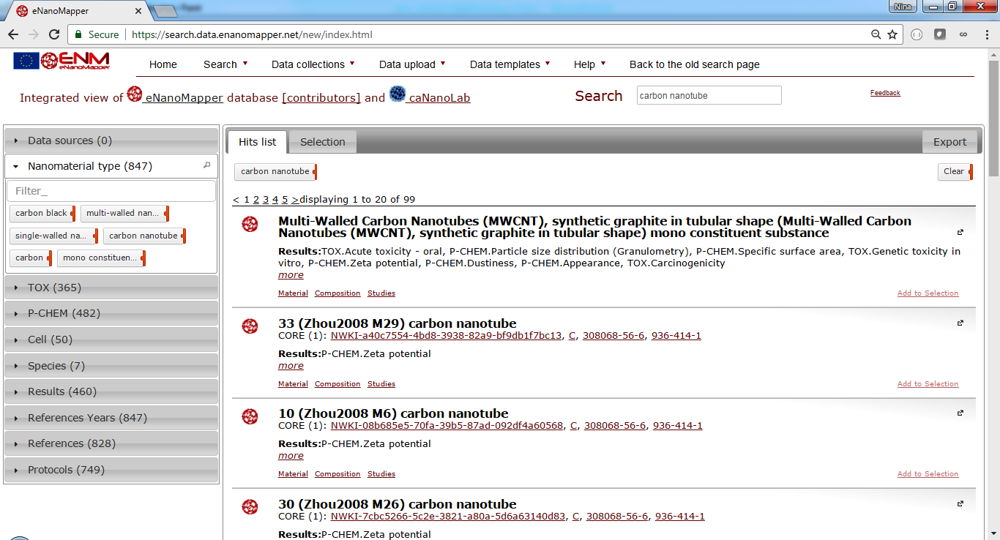 eNanoMapper
Nina
Secure
https://search.data.enanomapper.net/new/index.html
ENM
eNanoMapper
Home Search Data collections Data upload Data templates Help Back to the old search page
Integrated view of eNanoMapper database [contributors] and caNanoLab
Search carbon nanotube
Feedback
Data sources (0)
Nanomaterial type (847)
Filter_
carbon black multi-walled nan...
single-walled na... carbon nanotube
carbon mono constituen...
TOX (365)
P-CHEM (482)
Cell (50)
Species (7)
Results (460)
References Years (847)
References (828)
Protocols (749)
Hits list Selection Export
carbon nanotube Clear
< 1 2 3 4 5 >displaying 1 to 20 of 99
Multi-Walled Carbon Nanotubes (MWCNT), synthetic graphite in tubular shape (Multi-Walled Carbon
Nanotubes (MWCNT), synthetic graphite in tubular shape) mono constituent substance
Results:TOX.Acute toxicity - oral, P-CHEM.Particle size distribution (Granulometry), P-CHEM.Specific surface area, TOX.Genetic toxicity in
vitro, P-CHEM.Zeta potential, P-CHEM.Dustiness, P-CHEM.Appearance, TOX.Carcinogenicity
more
Material Composition Studies Add to Selection
33 (Zhou2008 M29) carbon nanotube
CORE (1): NWKI-a40c7554-4bd8-3938-82a9-bf9db1f7bc13, C, 308068-56-6, 936-414-1
Results:P-CHEM.Zeta potential
more
Material Composition Studies Add to Selection
10 (Zhou2008 M6) carbon nanotube
CORE (1): NWKI-08b685e5-70fa-39b5-87ad-092df4a60568, C, 308068-56-6, 936-414-1
Results:P-CHEM.Zeta potential
more
Material Composition Studies Add to Selection
30 (Zhou2008 M26) carbon nanotube
CORE (1): NWKI-7cbc5266-5c2e-3821-a80a-5d6a63140d83, C, 308068-56-6, 936-414-1
Results:P-CHEM.Zeta potential